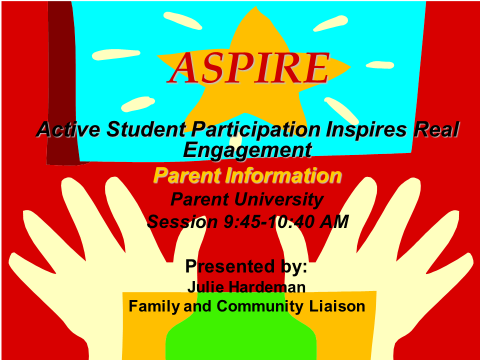 ASPIRE
Active Student Participation Inspires Real
Engagement
Parent Information
Parent University
Session 9:45-10:40 AM
Presented by:
Julie Hardeman
Family and Community Liaison